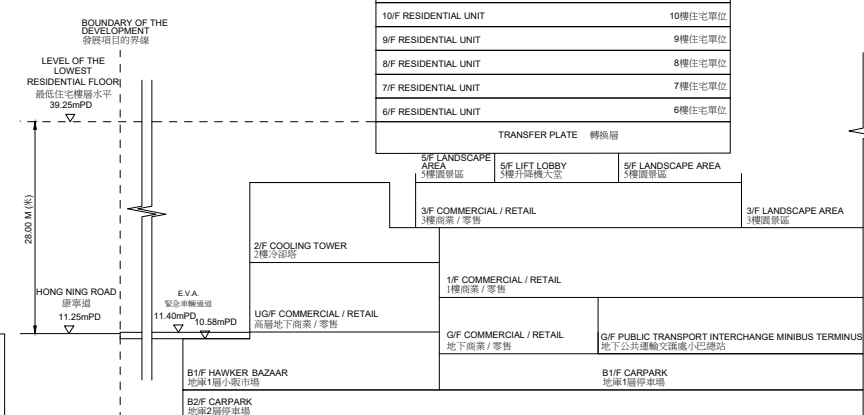 10/F RESIDENTIAL UNIT 10樓住宅單位
9/F RESIDENTIAL UNIT 9樓住宅單位
8/F RESIDENTIAL UNIT 8樓住宅單位
7/F RESIDENTIAL UNIT 7樓住宅單位
6/F RESIDENTIAL UNIT 6樓住宅單位
BOUNDARY OF THE
DEVELOPMENT
發展項目的界線
LEVEL OF THE
LOWEST
RESIDENTIAL FLOOR
最低住宅樓層水平
39.25mPD
TRANSFER PLATE 轉換層
5/F LANDSCAPE
AREA
5樓園景區
5/F LIFT LOBBY
5樓升降機大堂
5/F LANDSCAPE AREA
5樓園景區
28.00 M (米)
3/F COMMERCIAL / RETAIL
3樓商業 / 零售
3/F LANDSCAPE AREA
3樓園景區
2/F COOLING TOWER
2樓冷卻塔
1/F COMMERCIAL / RETAIL
1樓商業 / 零售
HONG NING ROAD
康寧道
11.25mPD
E.V.A.
緊急車輛通道
11.40mPD
10.58mPD
UG/F COMMERCIAL / RETAIL
高層地下商業 / 零售
G/F COMMERCIAL / RETAIL
地下商業 / 零售
G/F PUBLIC TRANSPORT INTERCHANGE MINIBUS TERMINUS
地下公共運輸交匯處小巴總站
B1/F HAWKER BAZAAR
地庫1層小販市場
B1/F CARPARK
地庫1層停車場
B2/F CARPARK
地庫2層停車場